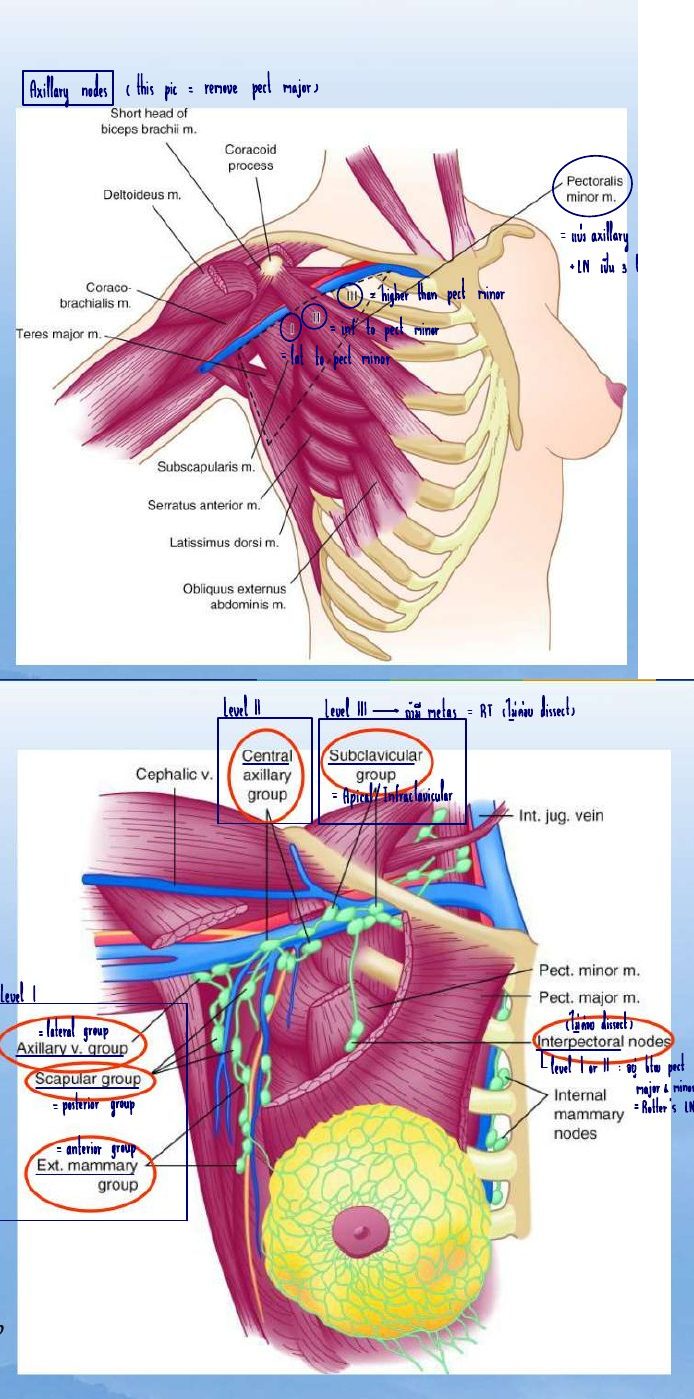 Axillary nodes (this pic = remove pect major)
Short head of
biceps brachii m.
Coracoid
process
Deltoideus m.
Pectoralis
minor m.
= แบ่ง axillary
+LN เป็น 3
Coraco-
brachialis m.
III = higher than pect minor
Teres major m.
I
II = inf to pect minor
= lat to pect minor
Subscapularis m.
Serratus anterior m.
Latissimus dorsi m.
Obliquus externus
abdominis m.
Level II
Level III → ถ้ามี metas = RT (ไม่ค่อย dissect)
Central
axillary
group
Subclavicular
group
= Apical / Infraclavicular
Cephalic v.
Int. jug. vein
Pect. minor m.
Pect. major m.
(ไม่ค่อย dissect)
Interpectoral nodes
Level I or II : อยู่ btw pect
major & minor
= Rotter's LN
Internal
mammary
nodes
Level I
= lateral group
Axillary v. group
Scapular group
= posterior group
= anterior group
Ext. mammary
group